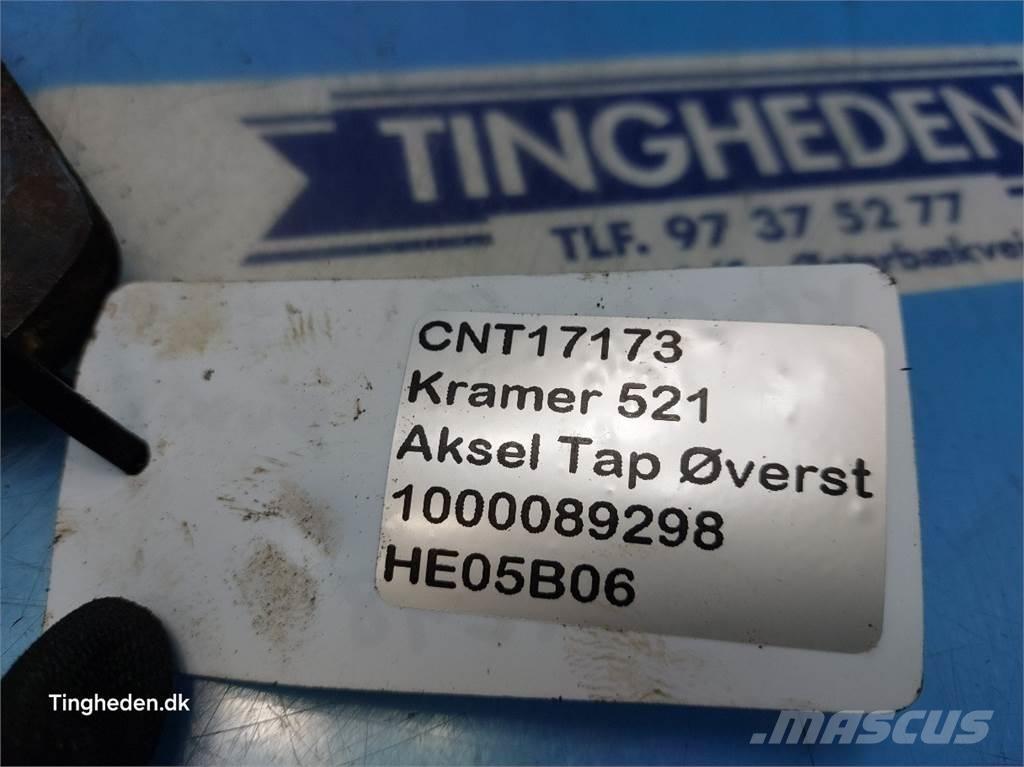 TINGHEDEN
TLF. 97 37 52 77
CNT17173
Kramer 521
Aksel Tap Øverst
1000089298
HE05B06
Tingheden.dk
MASCUS